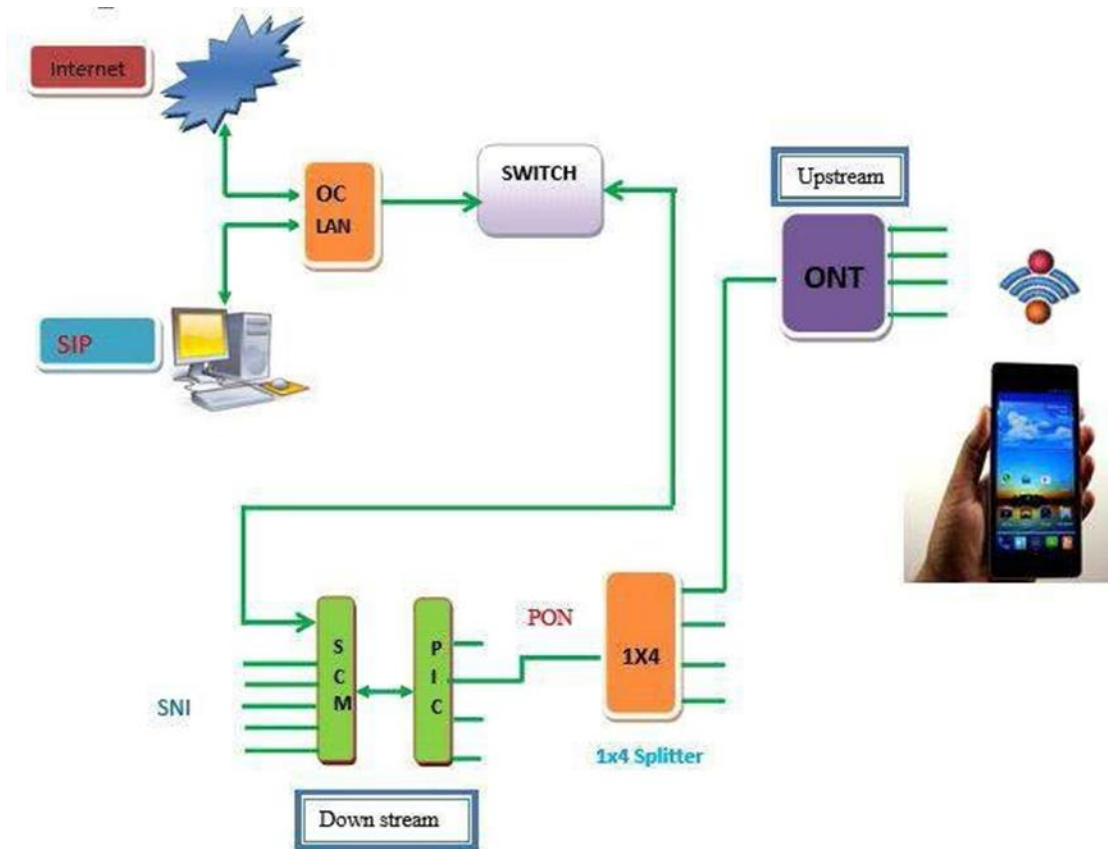 Internet
OC
LAN
SWITCH
Upstream
ONT
SIP
S
C
M
P
I
C
PON
1X4
SNI
1x4 Splitter
Down stream